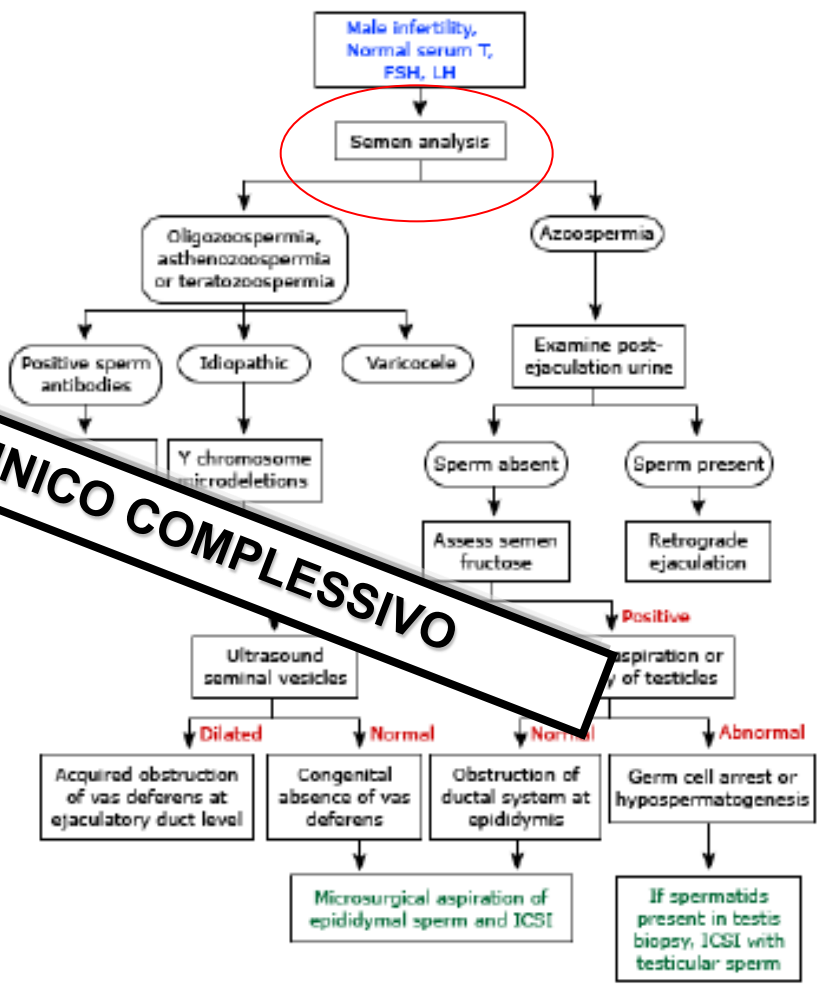 Male infertility,
Normal serum T,
FSH, LH
Semen analysis
Oligozoospermia,
asthenozoospermia
or teratozoospermia
Azoospermia
Positive sperm
antibodies
Idiopathic
Varicocele
Examine post-
ejaculation urine
Y chromosome
microdeletions
Sperm absent
Sperm present
Assess semen
fructose
Retrograde
ejaculation
NICO COMPLESSIVO
Positive
Ultrasound
seminal vesicles
aspiration or
y of testicles
Dilated
Normal
Normal
Abnormal
Acquired obstruction
of vas deferens at
ejaculatory duct level
Congenital
absence of vas
deferens
Obstruction of
ductal system at
epididymis
Germ cell arrest or
hypospermatogenesis
Microsurgical aspiration of
epididymal sperm and ICSI
If spermatids
present in testis
biopsy, ICSI with
testicular sperm